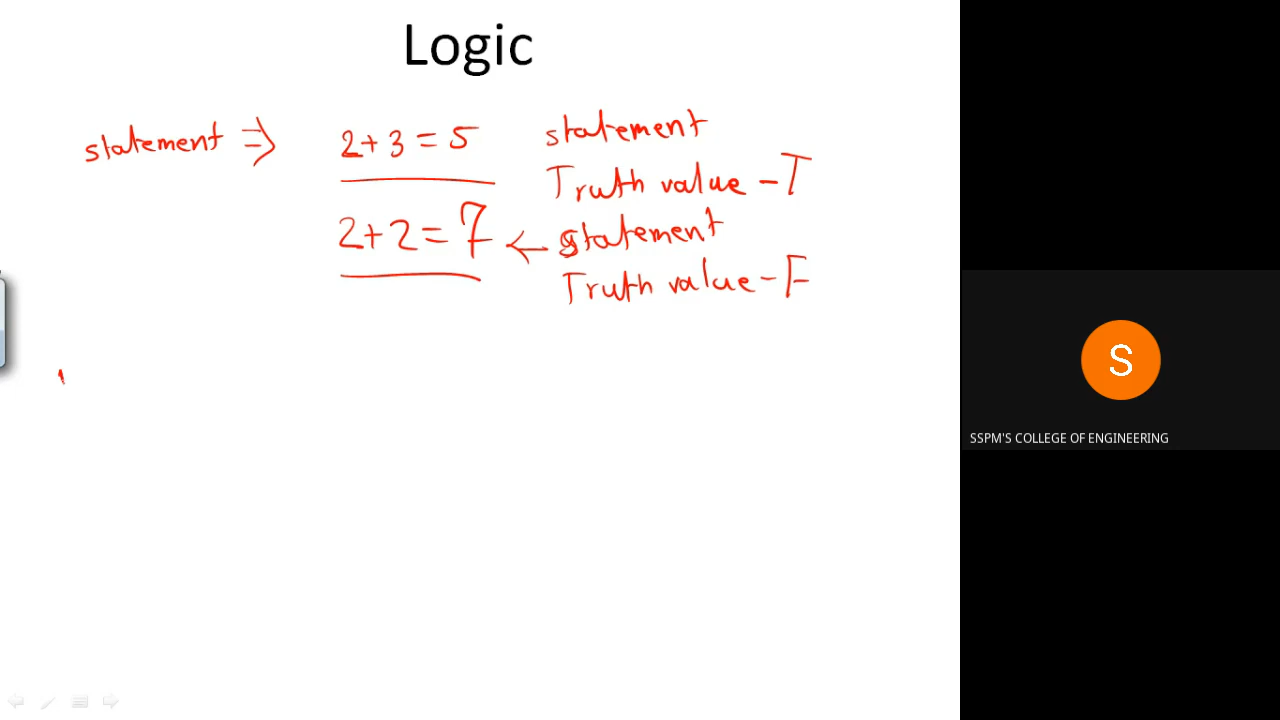 Logic
statement ⇒ 2+3=5 statement
Truth value - T
2+2=7 ← statement
Truth value - F
S
SSPM'S COLLEGE OF ENGINEERING